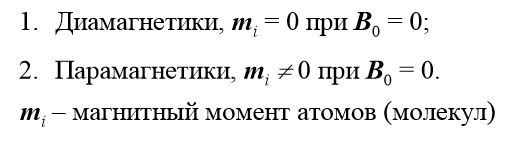 1. Диамагнетики, mᵢ = 0 при B₀ = 0;
2. Парамагнетики, mᵢ ≠ 0 при B₀ = 0.
mᵢ – магнитный момент атомов (молекул)